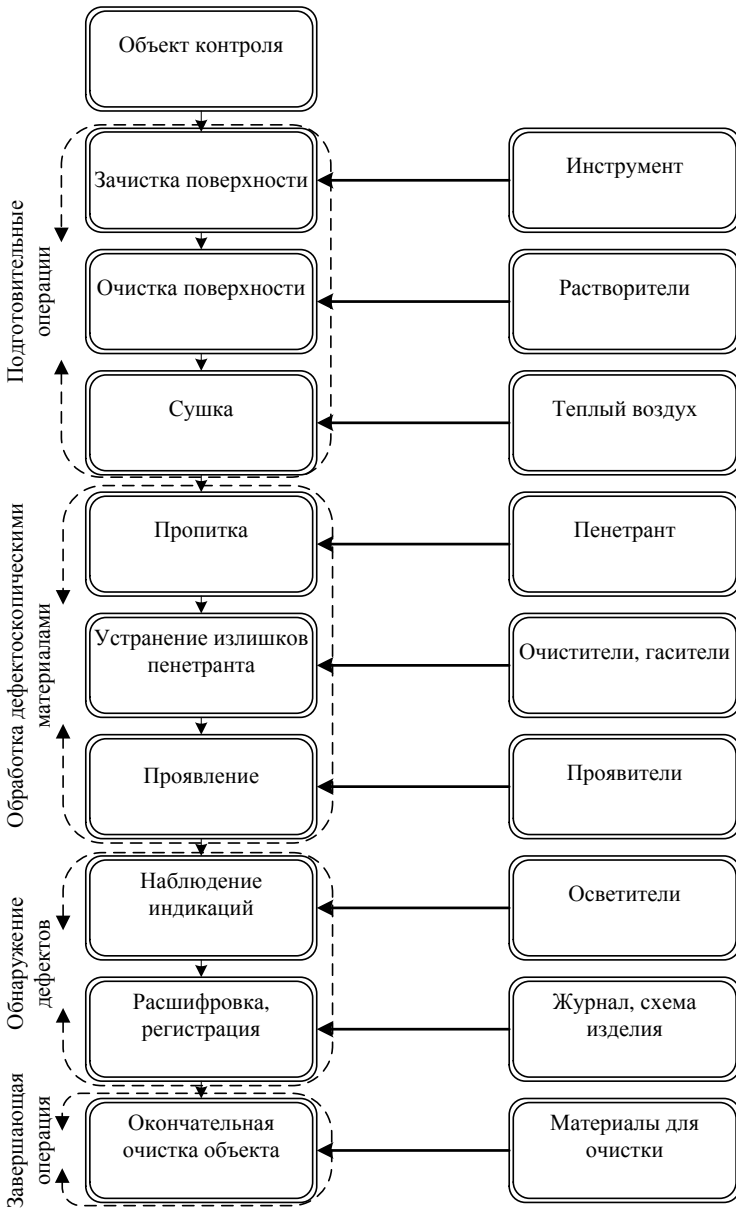 Объект контроля
Подготовительные
операции
Зачистка поверхности
Инструмент
Очистка поверхности
Растворители
Сушка
Теплый воздух
Обработка дефектоскопическими
материалами
Пропитка
Пенетрант
Устранение излишков
пенетранта
Очистители, гасители
Проявление
Проявители
Обнаружение
дефектов
Наблюдение
индикаций
Осветители
Расшифровка,
регистрация
Журнал, схема
изделия
Завершающая
операция
Окончательная
очистка объекта
Материалы для
очистки